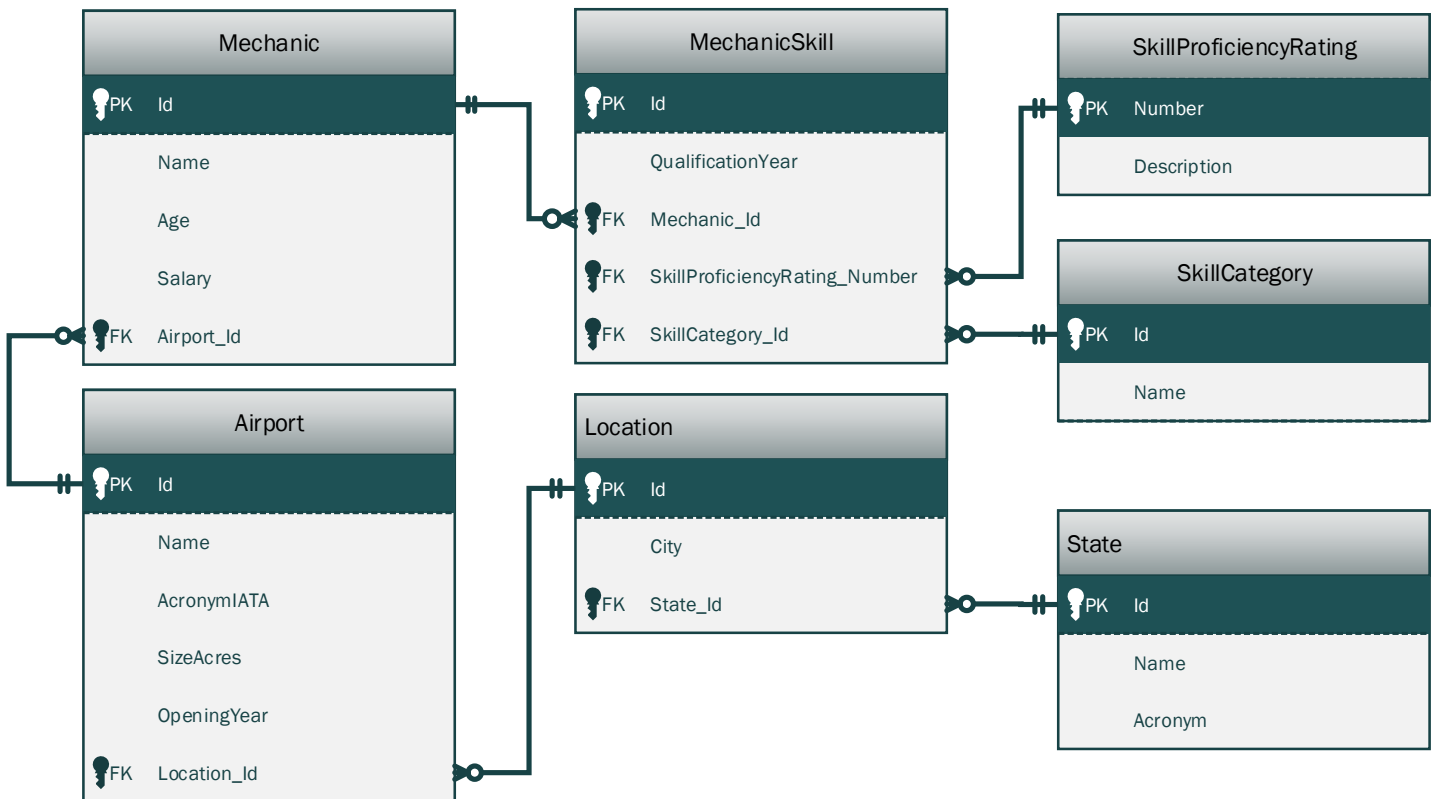 Mechanic
PK Id
Name
Age
Salary
FK Airport_Id
MechanicSkill
PK Id
QualificationYear
FK Mechanic_Id
FK SkillProficiencyRating_Number
FK SkillCategory_Id
SkillProficiencyRating
PK Number
Description
SkillCategory
PK Id
Name
Airport
PK Id
Name
AcronymIATA
SizeAcres
OpeningYear
FK Location_Id
Location
PK Id
City
FK State_Id
State
PK Id
Name
Acronym